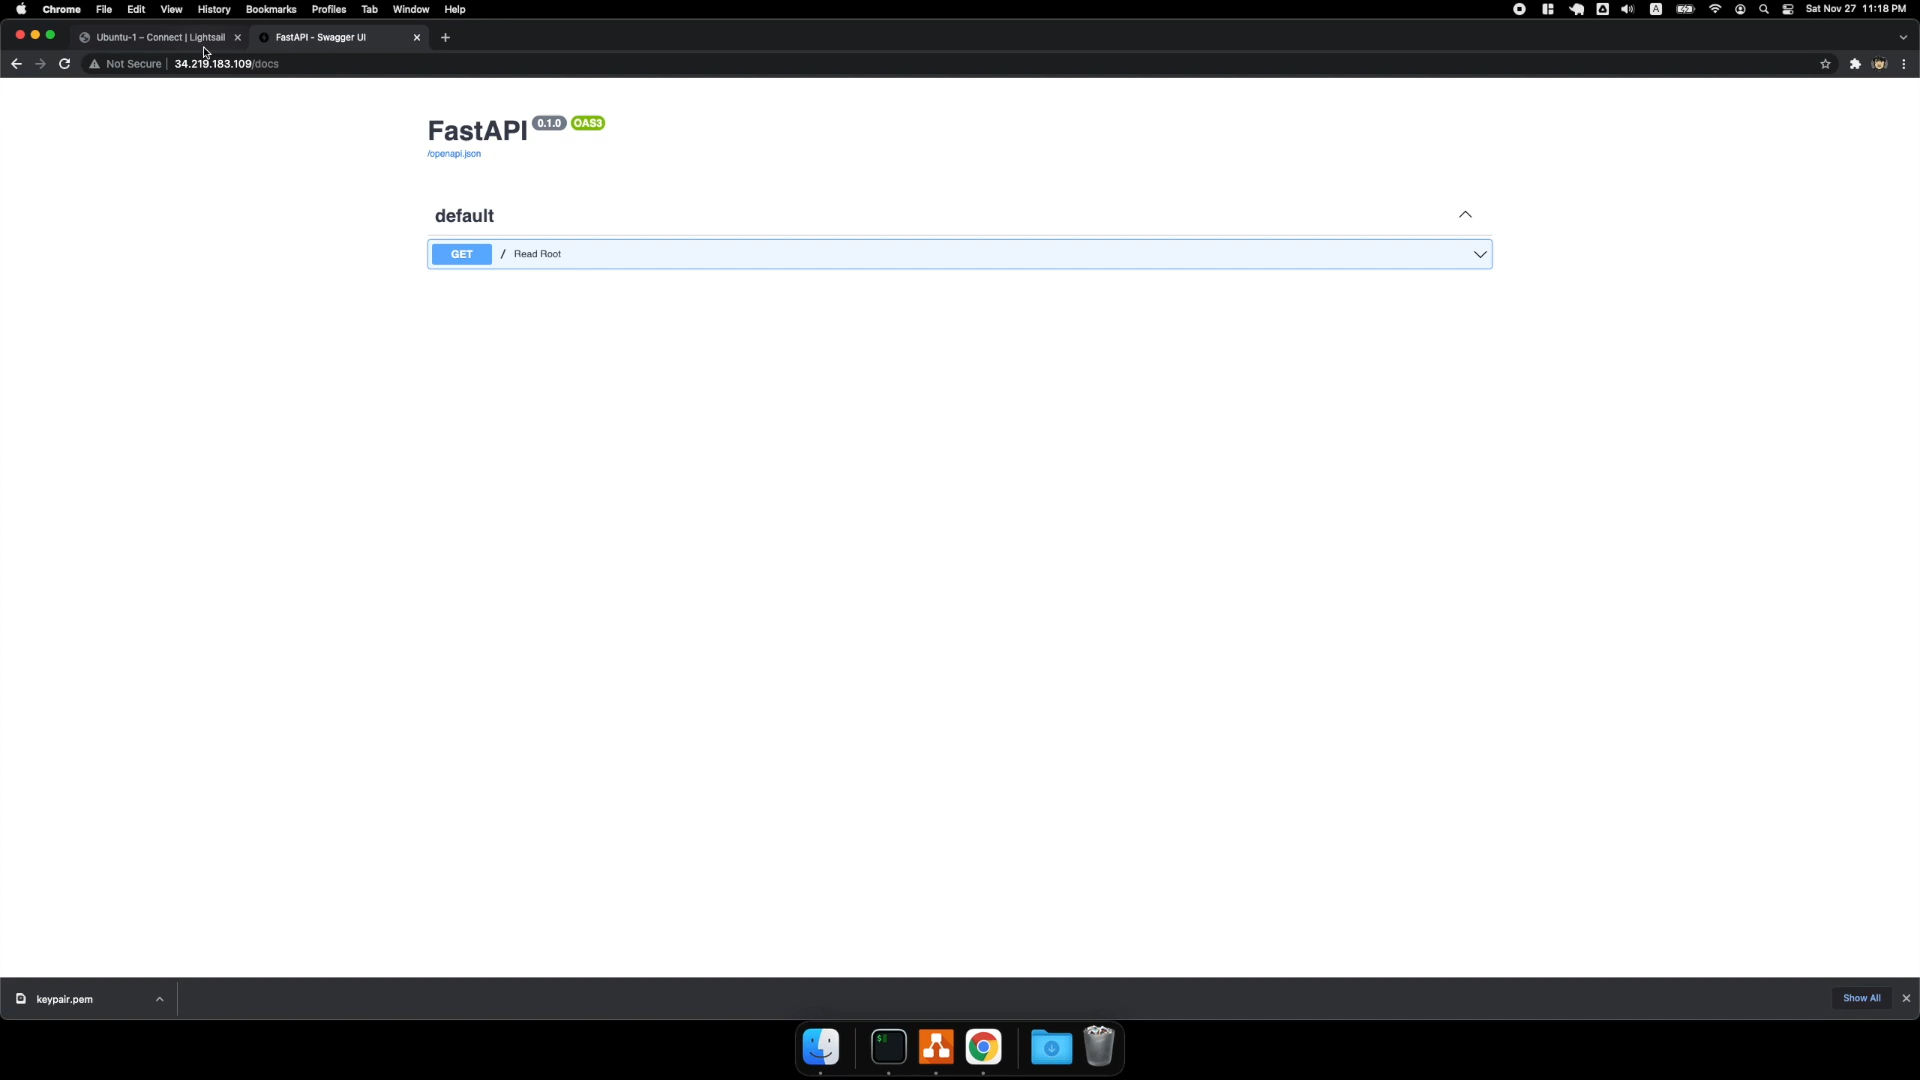 Chrome File Edit View History Bookmarks Profiles Tab Window Help A Sat Nov 27 11:18 PM
Ubuntu-1 – Connect | Lightsail FastAPI - Swagger UI
Not Secure 34.219.183.109/docs
FastAPI 0.1.0 OAS3
/openapi.json
default
GET / Read Root
keypair.pem Show All
$